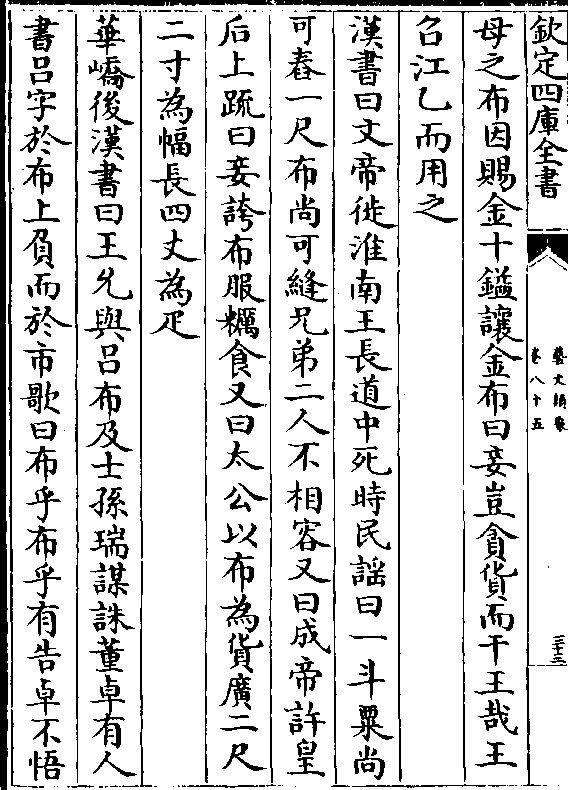 欽定四庫全書
藝文類聚
卷八十五
三十三
母之布因賜金十鎰讓金布曰妾豈貪貨而干王哉王
召江乙而用之
漢書曰文帝徙淮南王長道中死時民謡曰一斗粟尚
可舂一尺布尚可縫兄弟二人不相容又曰成帝許皇
后上䟽曰妾誇布服糲食又曰太公以布為貨廣二尺
二寸為幅長四丈為疋
華嶠後漢書曰王允與呂布及士孫瑞謀誅董卓有人
書呂字於布上負而於市歌曰布乎布乎有告卓不悟